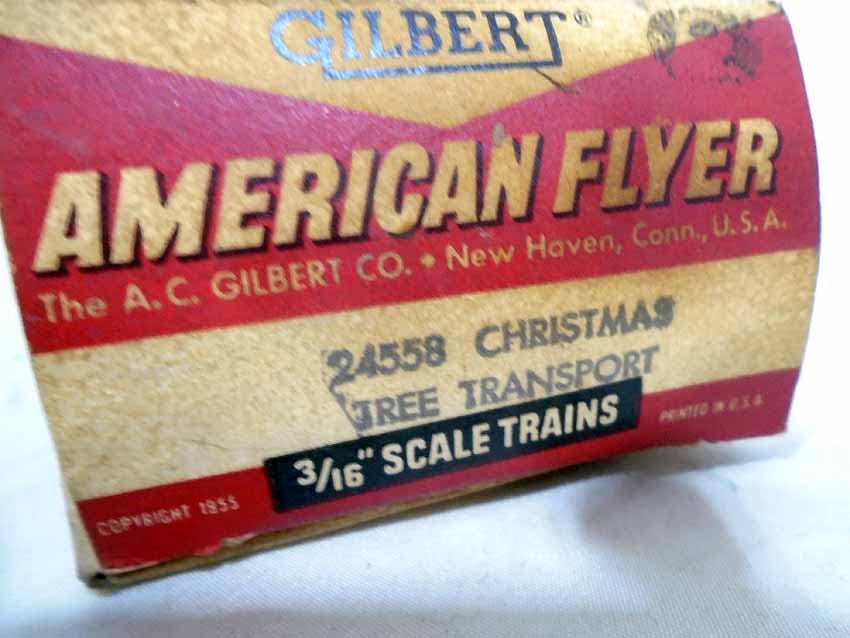 GILBERT®
AMERICAN FLYER
The A.C. GILBERT CO. • New Haven, Conn., U.S.A.
24558 CHRISTMAS
TREE TRANSPORT
3/16" SCALE TRAINS
PRINTED IN U.S.A.
COPYRIGHT 1955